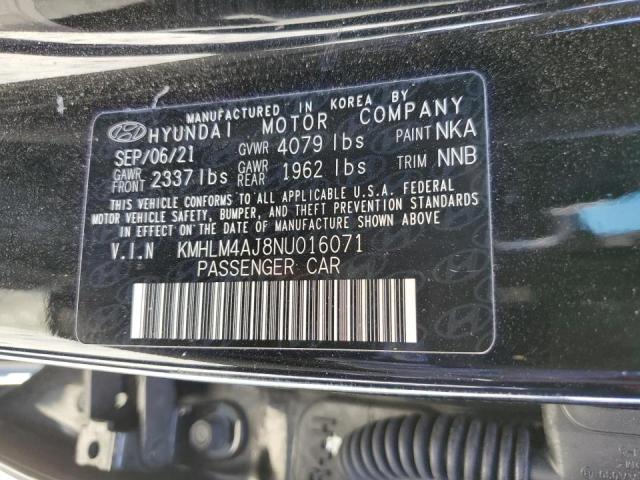 MANUFACTURED IN KOREA BY
HYUNDAI MOTOR COMPANY
SEP/06/21 GVWR 4079 lbs PAINT NKA
GAWR FRONT 2337 lbs GAWR REAR 1962 lbs TRIM NNB
THIS VEHICLE CONFORMS TO ALL APPLICABLE U.S.A. FEDERAL
MOTOR VEHICLE SAFETY, BUMPER, AND THEFT PREVENTION STANDARDS
IN EFFECT ON THE DATE OF MANUFACTURE SHOWN ABOVE.
V.I.N KMHLM4AJ8NU016071
PASSENGER CAR